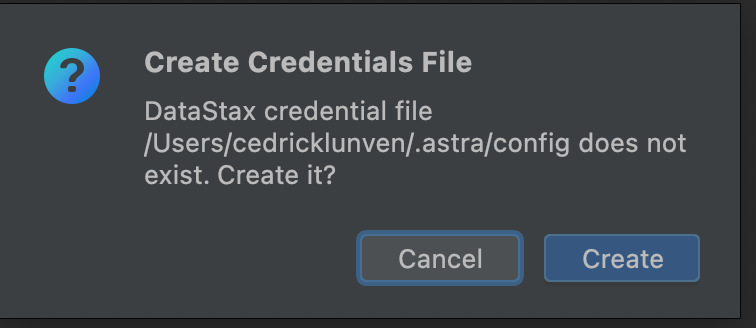 ?
Create Credentials File
DataStax credential file
/Users/cedricklunven/.astra/config does not
exist. Create it?
Cancel
Create